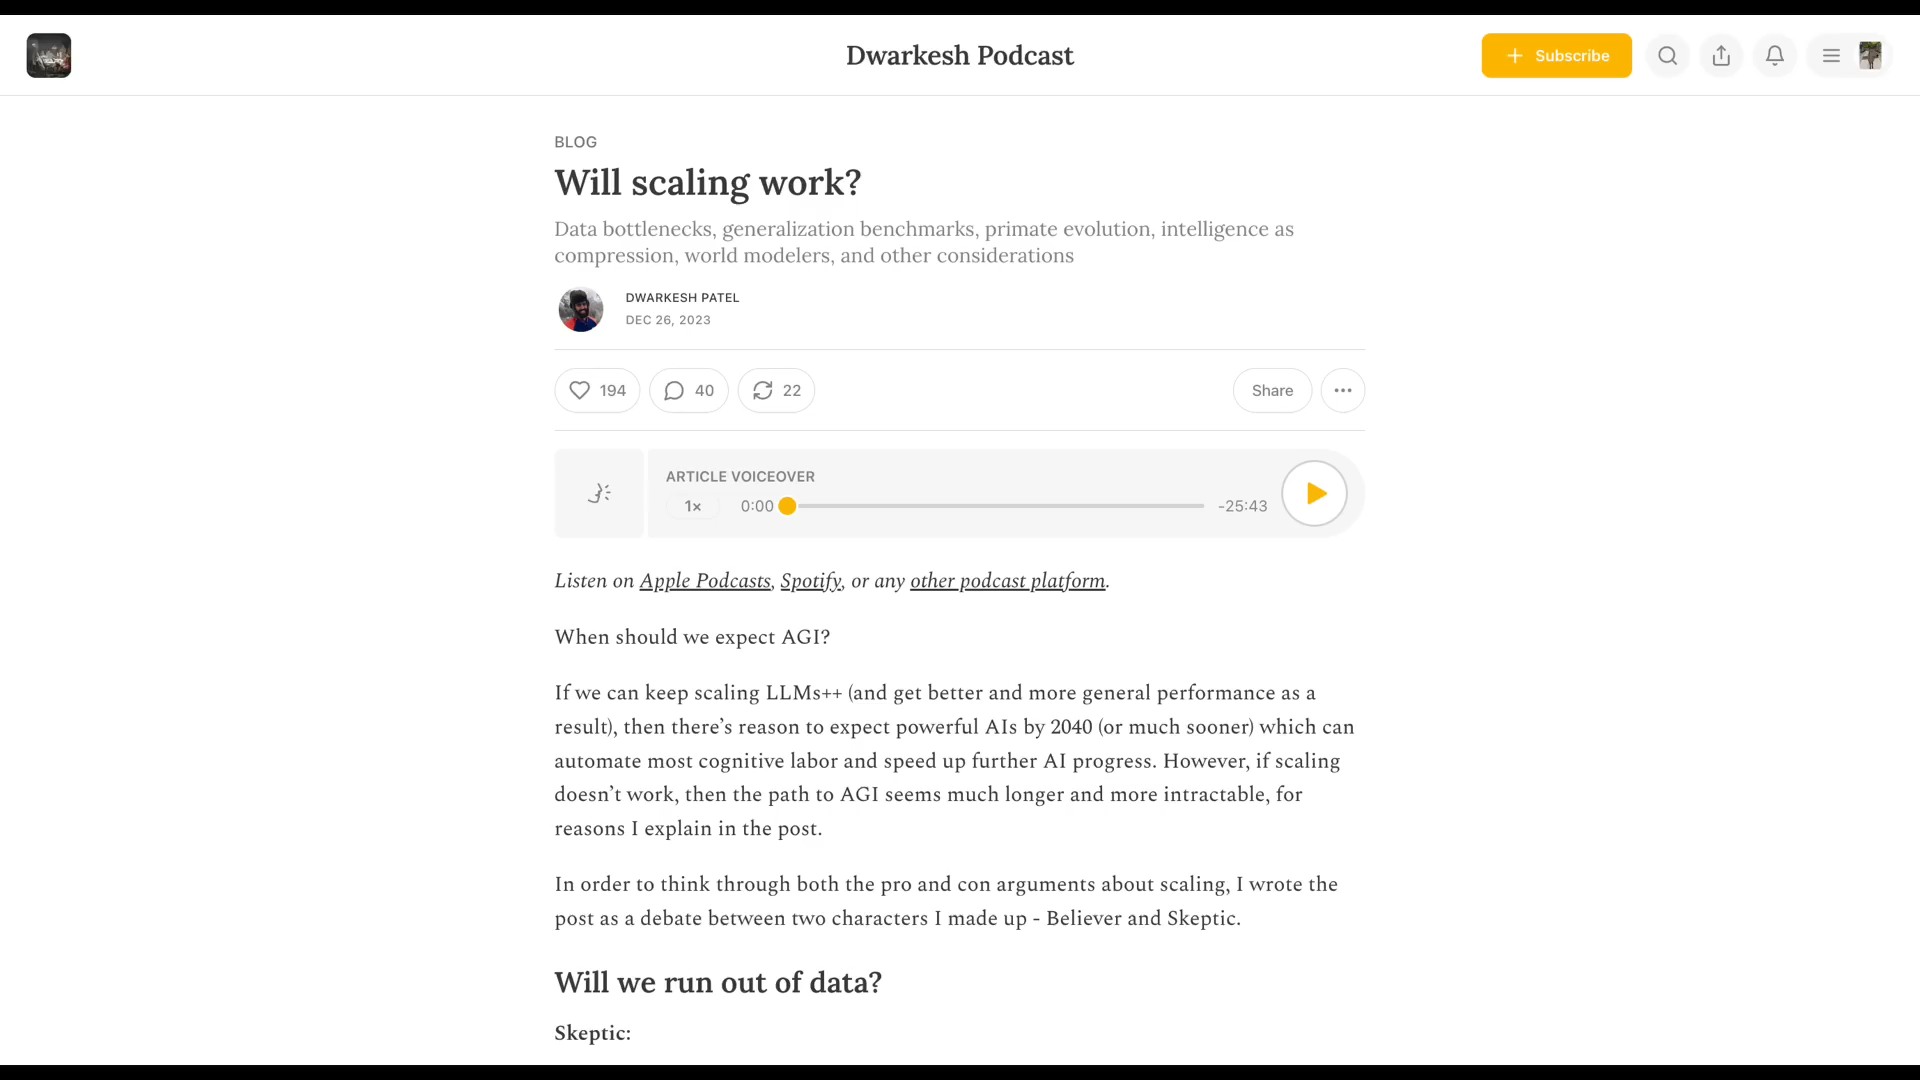 Dwarkesh Podcast
Subscribe
BLOG
Will scaling work?
Data bottlenecks, generalization benchmarks, primate evolution, intelligence as
compression, world modelers, and other considerations
DWARKESH PATEL
DEC 26, 2023
194
40
22
Share
ARTICLE VOICEOVER
1×
0:00
-25:43
Listen on Apple Podcasts, Spotify, or any other podcast platform.
When should we expect AGI?
If we can keep scaling LLMs++ (and get better and more general performance as a
result), then there’s reason to expect powerful AIs by 2040 (or much sooner) which can
automate most cognitive labor and speed up further AI progress. However, if scaling
doesn’t work, then the path to AGI seems much longer and more intractable, for
reasons I explain in the post.
In order to think through both the pro and con arguments about scaling, I wrote the
post as a debate between two characters I made up - Believer and Skeptic.
Will we run out of data?
Skeptic: